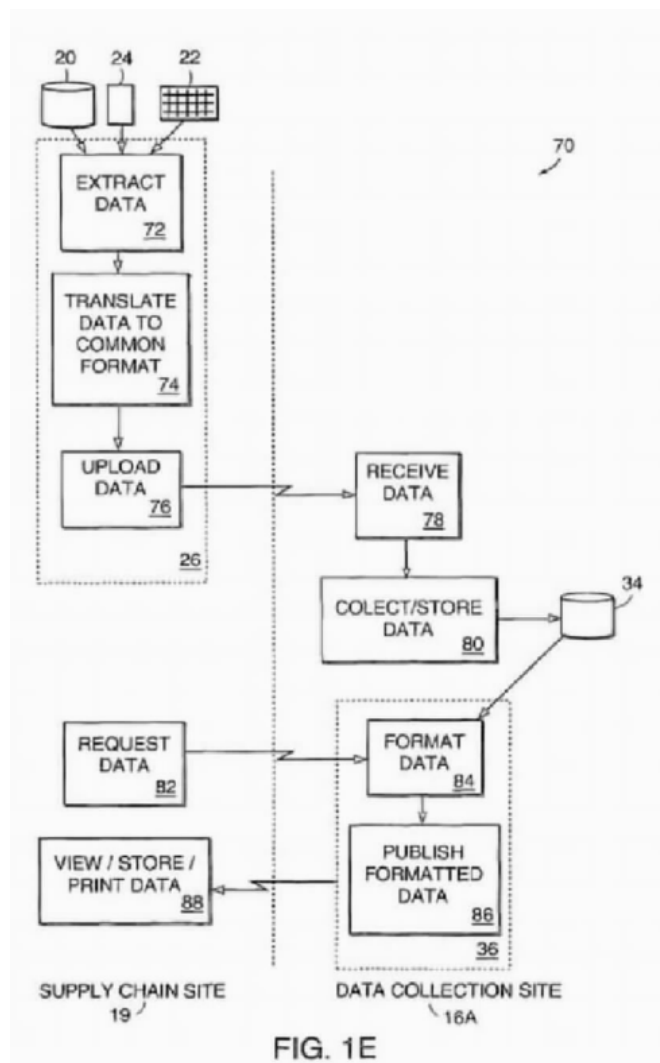 20
24
22
70
EXTRACT
DATA
72
TRANSLATE
DATA TO
COMMON
FORMAT
74
UPLOAD
DATA
76
26
RECEIVE
DATA
78
COLECT/STORE
DATA
80
34
REQUEST
DATA
82
FORMAT
DATA
84
VIEW / STORE /
PRINT DATA
88
PUBLISH
FORMATTED
DATA
86
36
SUPPLY CHAIN SITE
19
DATA COLLECTION SITE
16A
FIG. 1E